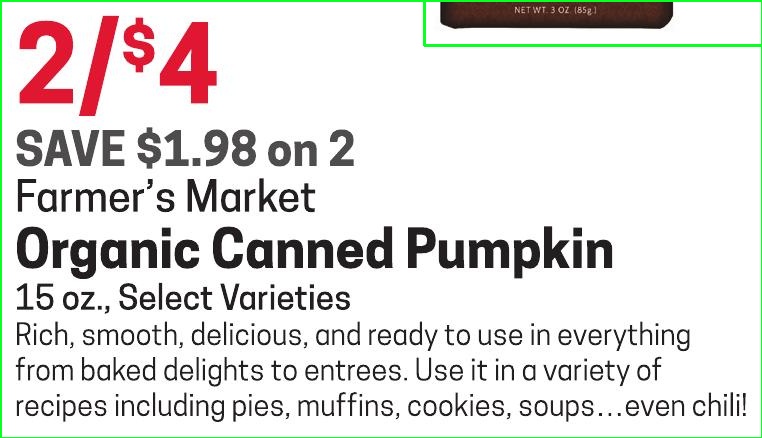 NET WT. 3 OZ. (85g.)
2/$4
SAVE $1.98 on 2
Farmer's Market
Organic Canned Pumpkin
15 oz., Select Varieties
Rich, smooth, delicious, and ready to use in everything
from baked delights to entrees. Use it in a variety of
recipes including pies, muffins, cookies, soups...even chili!